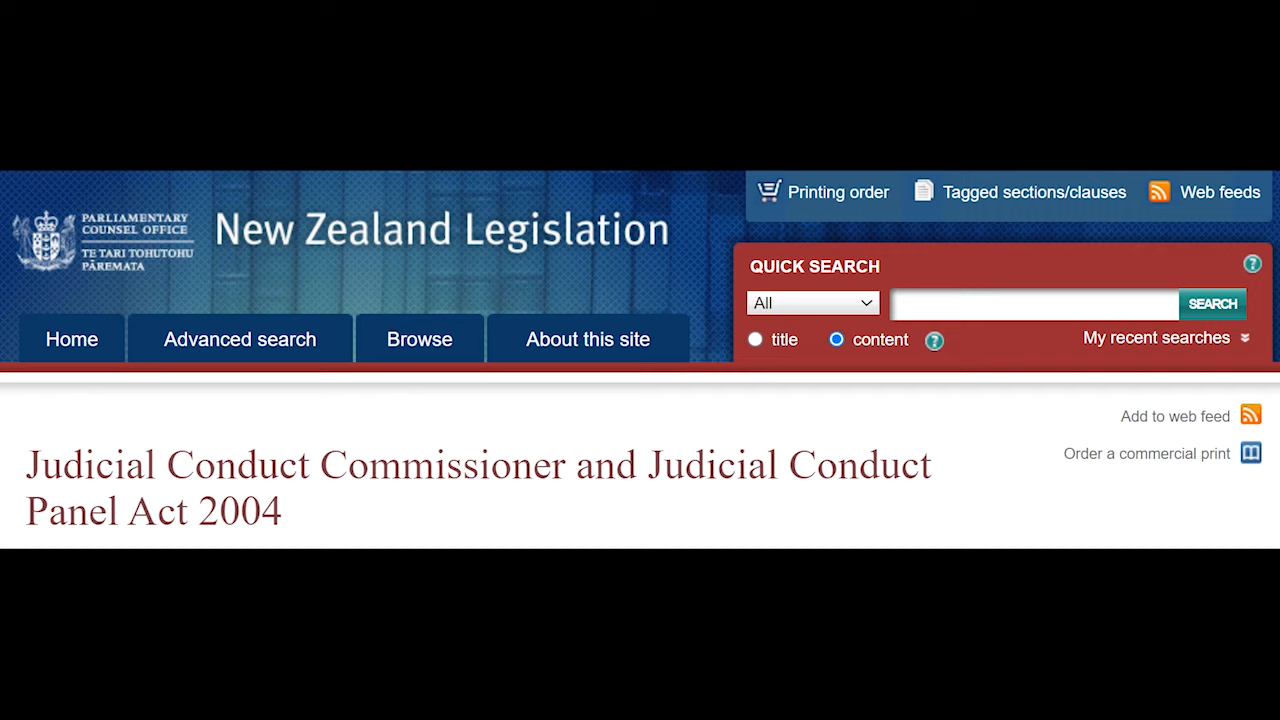 Printing order
Tagged sections/clauses
Web feeds
PARLIAMENTARY
COUNSEL OFFICE
TE TARI TOHUTOHU
PĀREMATA
New Zealand Legislation
QUICK SEARCH
?
All
SEARCH
title
content
?
My recent searches
Home
Advanced search
Browse
About this site
Add to web feed
Order a commercial print
Judicial Conduct Commissioner and Judicial Conduct
Panel Act 2004